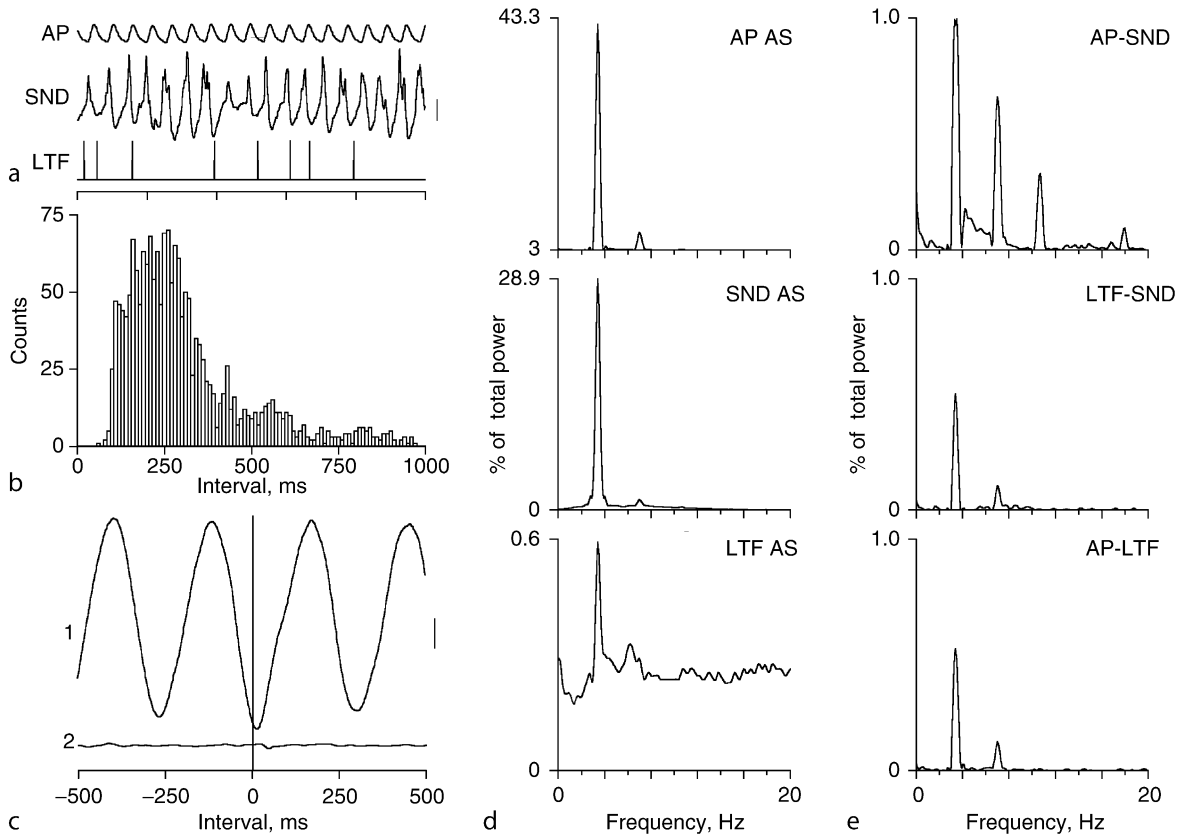 AP
SND
LTF
a
75
50
25
0
Counts
0 250 500 750 1000
Interval, ms
b
1
2
−500 −250 0 250 500
Interval, ms
c
43.3
AP AS
3
28.9
SND AS
% of total power
0
0.6
LTF AS
0
0 20
Frequency, Hz
d
1.0
AP-SND
0
1.0
LTF-SND
% of total power
0
1.0
AP-LTF
0
0 20
Frequency, Hz
e